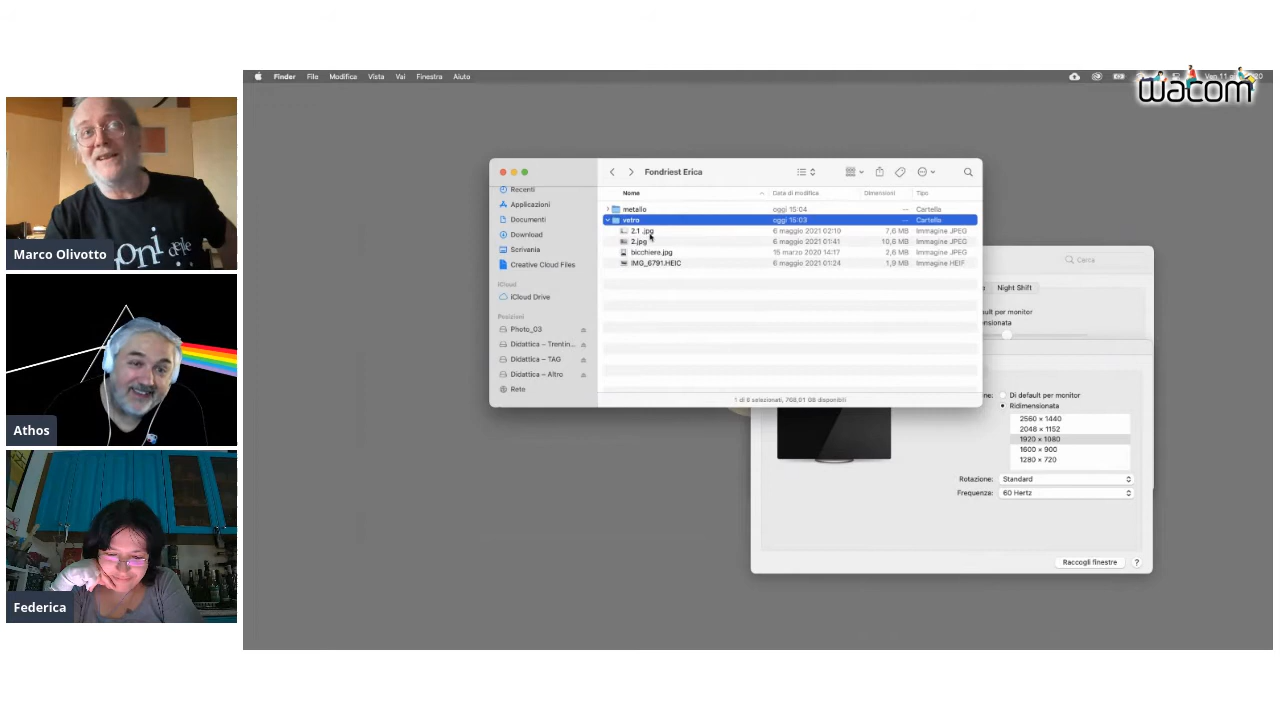 Finder File Modifica Vista Vai Finestra Aiuto
wacom
Fondriest Erica
Recenti
Applicazioni
Documenti
Download
Scrivania
Creative Cloud Files
iCloud
iCloud Drive
Posizioni
Photo_03
Didattica – Trentin...
Didattica – TAG
Didattica – Altro
Rete
Nome Data di modifica Dimensioni Tipo
metallo oggi 15:04 -- Cartella
vetro oggi 15:03 -- Cartella
2.1 .jpg 6 maggio 2021 02:10 7,6 MB Immagine JPEG
2.jpg 6 maggio 2021 01:41 10,6 MB Immagine JPEG
bicchiere.jpg 15 marzo 2020 14:17 2,6 MB Immagine JPEG
IMG_6791.HEIC 6 maggio 2021 01:24 1,9 MB Immagine HEIF
Cerca
Night Shift
Di default per monitor
Ridimensionata
2560 × 1440
2048 × 1152
1920 × 1080
1600 × 900
1280 × 720
Rotazione: Standard
Frequenza: 60 Hertz
Raccogli finestre ?
Marco Olivotto
Athos
Federica